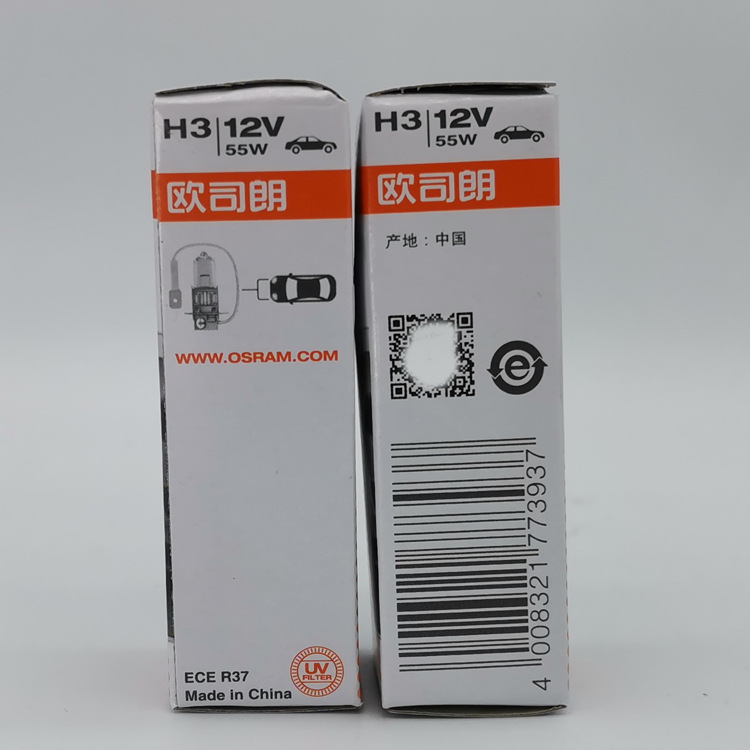 H3 12V
55W
欧司朗
WWW.OSRAM.COM
ECE R37
Made in China
UV
FILTER
H3 12V
55W
欧司朗
产地：中国
e
4 008321 773937